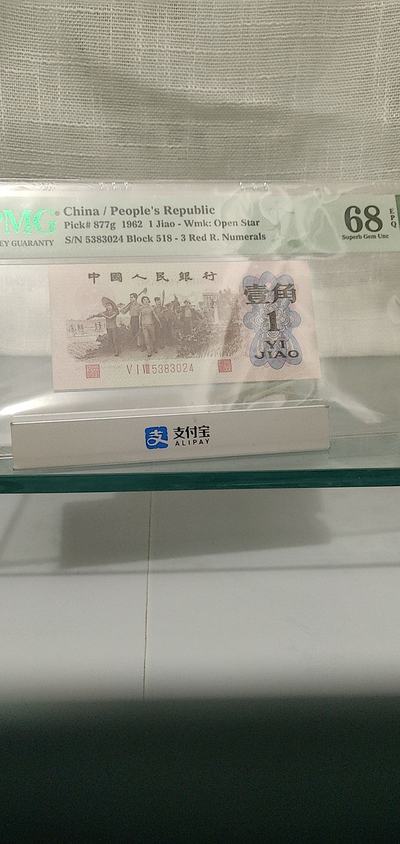 PMG
China / People's Republic
Pick# 877g 1962 1 Jiao - Wmk: Open Star
S/N 5383024 Block 518 - 3 Red R. Numerals
KEY GUARANTY
68
EPQ
Superb Gem Unc
中國人民銀行
壹角
1
YI
JIAO
V I VIII 5383024
支付宝
ALIPAY